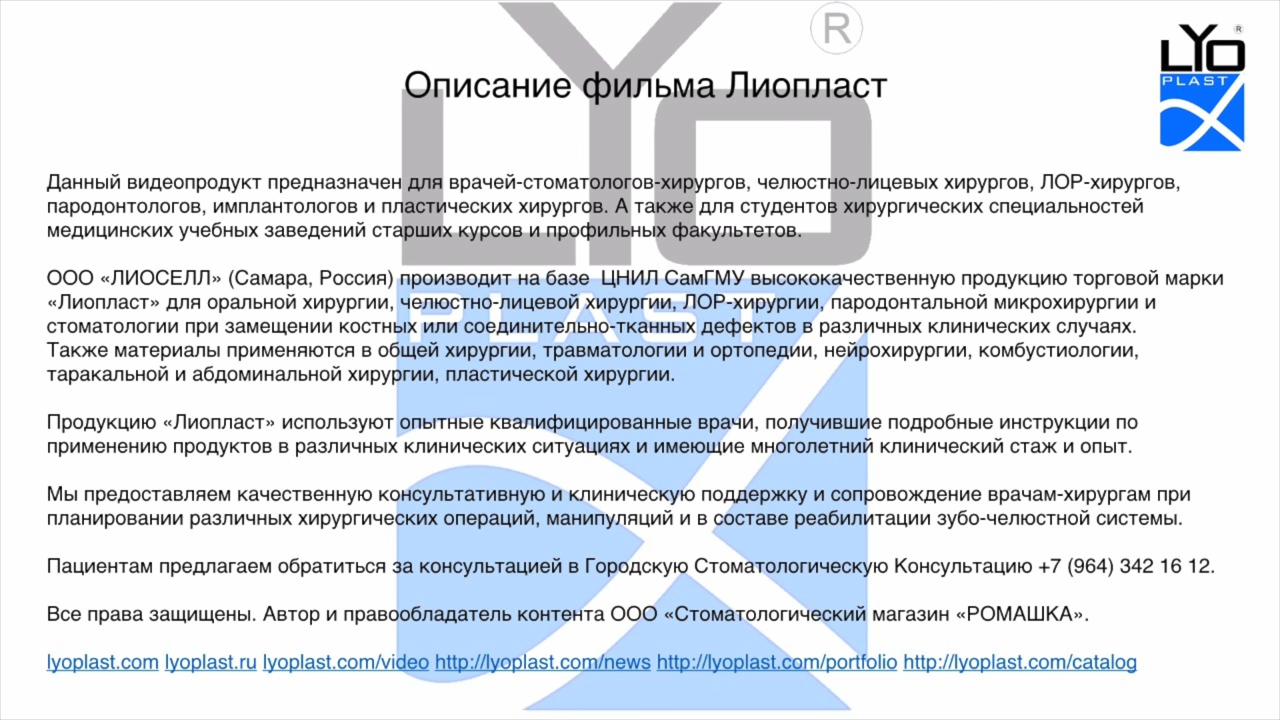 LYO
PLAST
®
Описание фильма Лиопласт
LYO ®
PLAST
Данный видеопродукт предназначен для врачей-стоматологов-хирургов, челюстно-лицевых хирургов, ЛОР-хирургов,
пародонтологов, имплантологов и пластических хирургов. А также для студентов хирургических специальностей
медицинских учебных заведений старших курсов и профильных факультетов.
ООО «ЛИОСЕЛЛ» (Самара, Россия) производит на базе  ЦНИЛ СамГМУ высококачественную продукцию торговой марки
«Лиопласт» для оральной хирургии, челюстно-лицевой хирургии, ЛОР-хирургии, пародонтальной микрохирургии и
стоматологии при замещении костных или соединительно-тканных дефектов в различных клинических случаях.
Также материалы применяются в общей хирургии, травматологии и ортопедии, нейрохирургии, комбустиологии,
таракальной и абдоминальной хирургии, пластической хирургии.
Продукцию «Лиопласт» используют опытные квалифицированные врачи, получившие подробные инструкции по
применению продуктов в различных клинических ситуациях и имеющие многолетний клинический стаж и опыт.
Мы предоставляем качественную консультативную и клиническую поддержку и сопровождение врачам-хирургам при
планировании различных хирургических операций, манипуляций и в составе реабилитации зубо-челюстной системы.
Пациентам предлагаем обратиться за консультацией в Городскую Стоматологическую Консультацию +7 (964) 342 16 12.
Все права защищены. Автор и правообладатель контента ООО «Стоматологический магазин «РОМАШКА».
lyoplast.com lyoplast.ru lyoplast.com/video http://lyoplast.com/news http://lyoplast.com/portfolio http://lyoplast.com/catalog